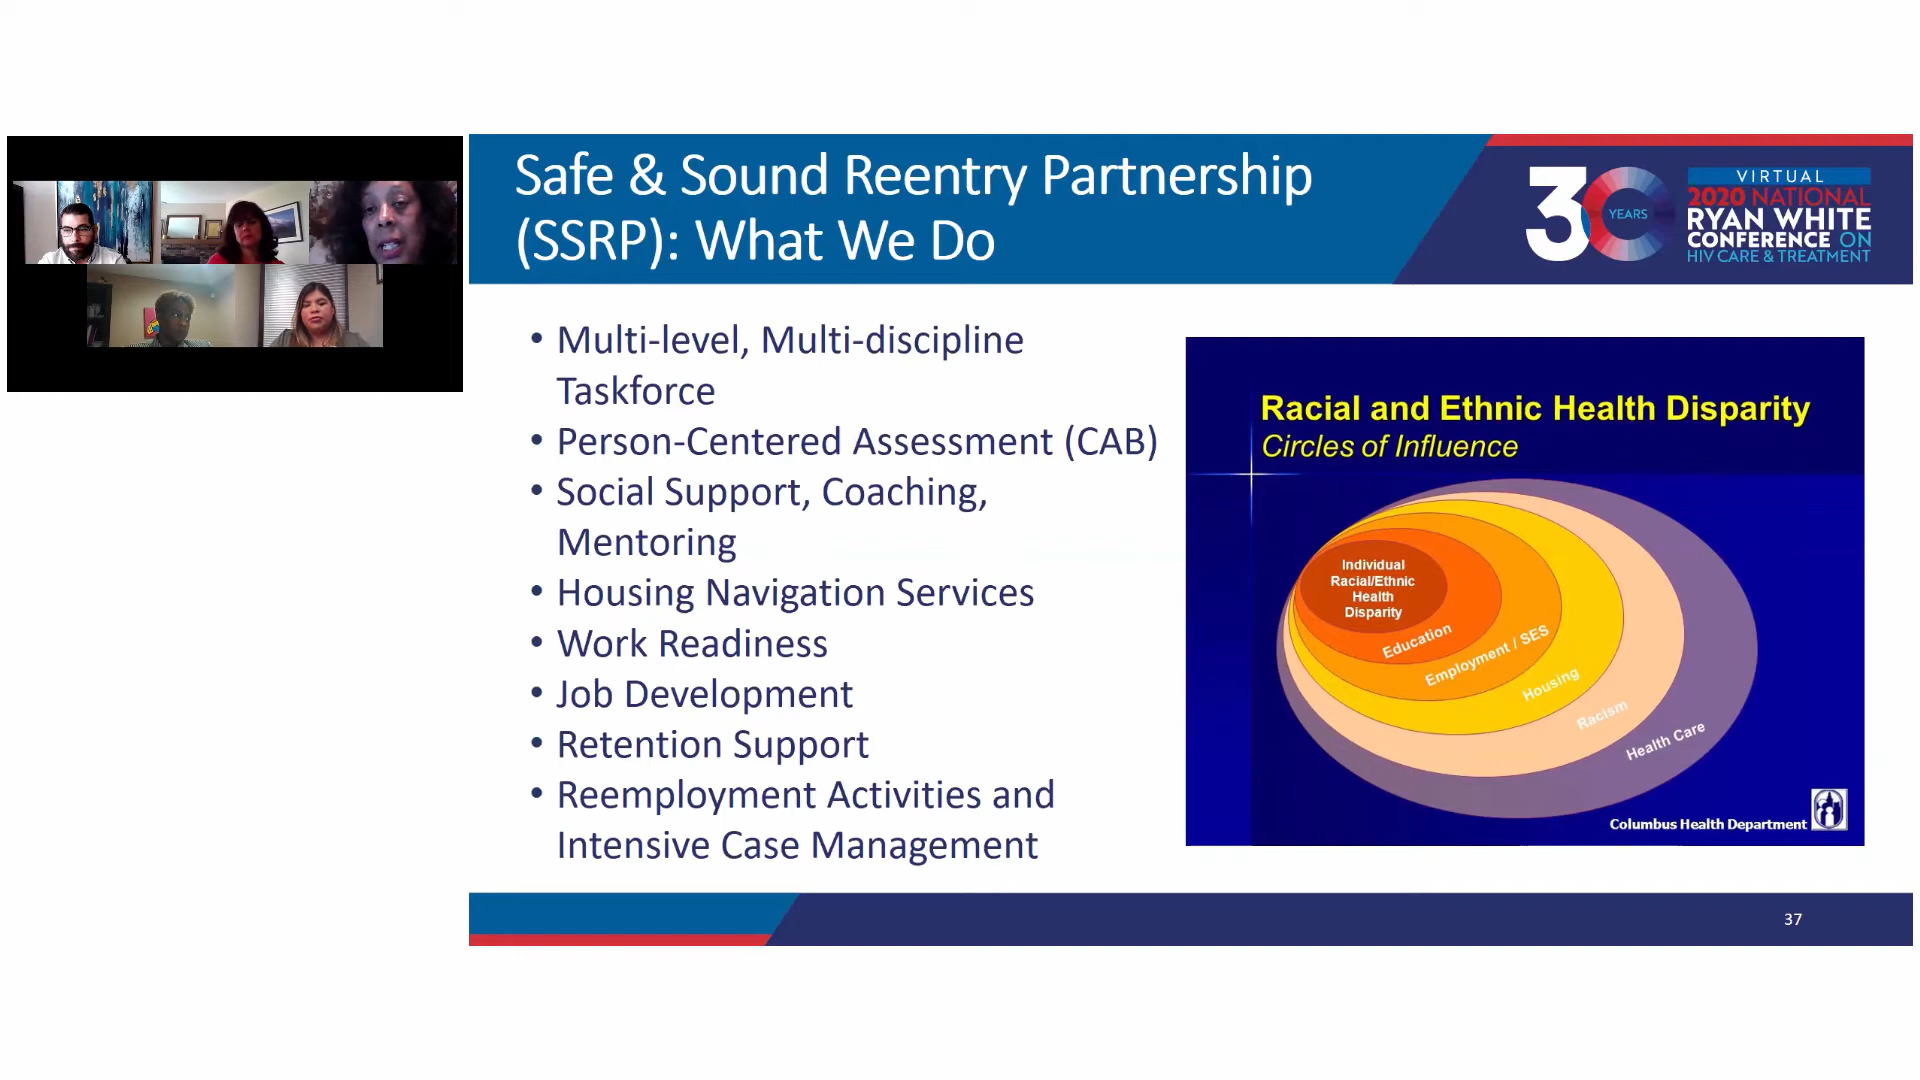 Safe & Sound Reentry Partnership
(SSRP): What We Do
30
YEARS
VIRTUAL
2020 NATIONAL
RYAN WHITE
CONFERENCE ON
HIV CARE & TREATMENT
• Multi-level, Multi-discipline
Taskforce
• Person-Centered Assessment (CAB)
• Social Support, Coaching,
Mentoring
• Housing Navigation Services
• Work Readiness
• Job Development
• Retention Support
• Reemployment Activities and
Intensive Case Management
Racial and Ethnic Health Disparity
Circles of Influence
Individual
Racial/Ethnic
Health
Disparity
Education
Employment / SES
Housing
Racism
Health Care
Columbus Health Department
37